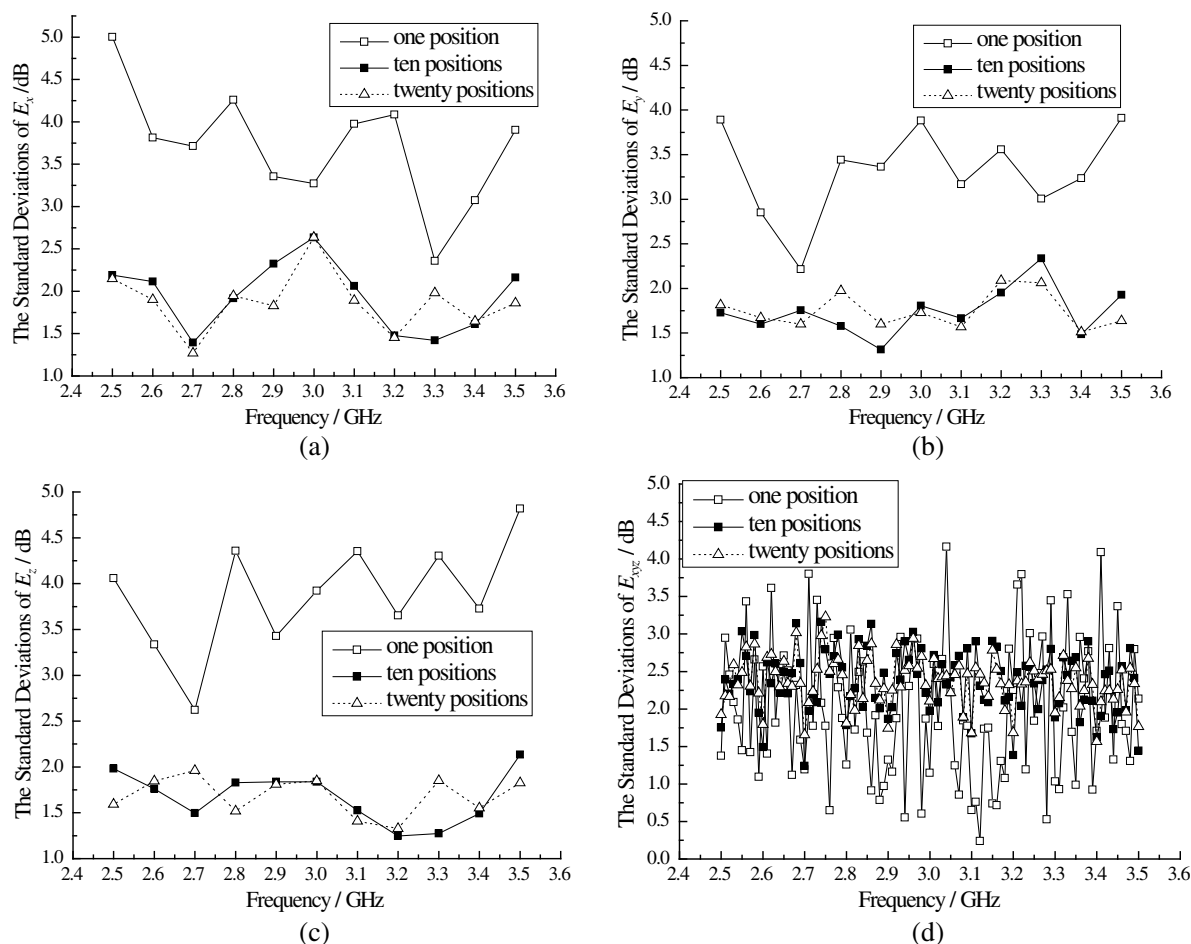 one position
ten positions
twenty positions
The Standard Deviations of E_x / dB
5.0
4.5
4.0
3.5
3.0
2.5
2.0
1.5
1.0
2.4 2.5 2.6 2.7 2.8 2.9 3.0 3.1 3.2 3.3 3.4 3.5 3.6
Frequency / GHz
(a)
one position
ten positions
twenty positions
The Standard Deviations of E_y / dB
5.0
4.5
4.0
3.5
3.0
2.5
2.0
1.5
1.0
2.4 2.5 2.6 2.7 2.8 2.9 3.0 3.1 3.2 3.3 3.4 3.5 3.6
Frequency / GHz
(b)
one position
ten positions
twenty positions
The Standard Deviations of E_z / dB
5.0
4.5
4.0
3.5
3.0
2.5
2.0
1.5
1.0
2.4 2.5 2.6 2.7 2.8 2.9 3.0 3.1 3.2 3.3 3.4 3.5 3.6
Frequency / GHz
(c)
one position
ten positions
twenty positions
The Standard Deviations of E_xyz / dB
5.0
4.5
4.0
3.5
3.0
2.5
2.0
1.5
1.0
0.5
0.0
2.4 2.5 2.6 2.7 2.8 2.9 3.0 3.1 3.2 3.3 3.4 3.5 3.6
Frequency / GHz
(d)